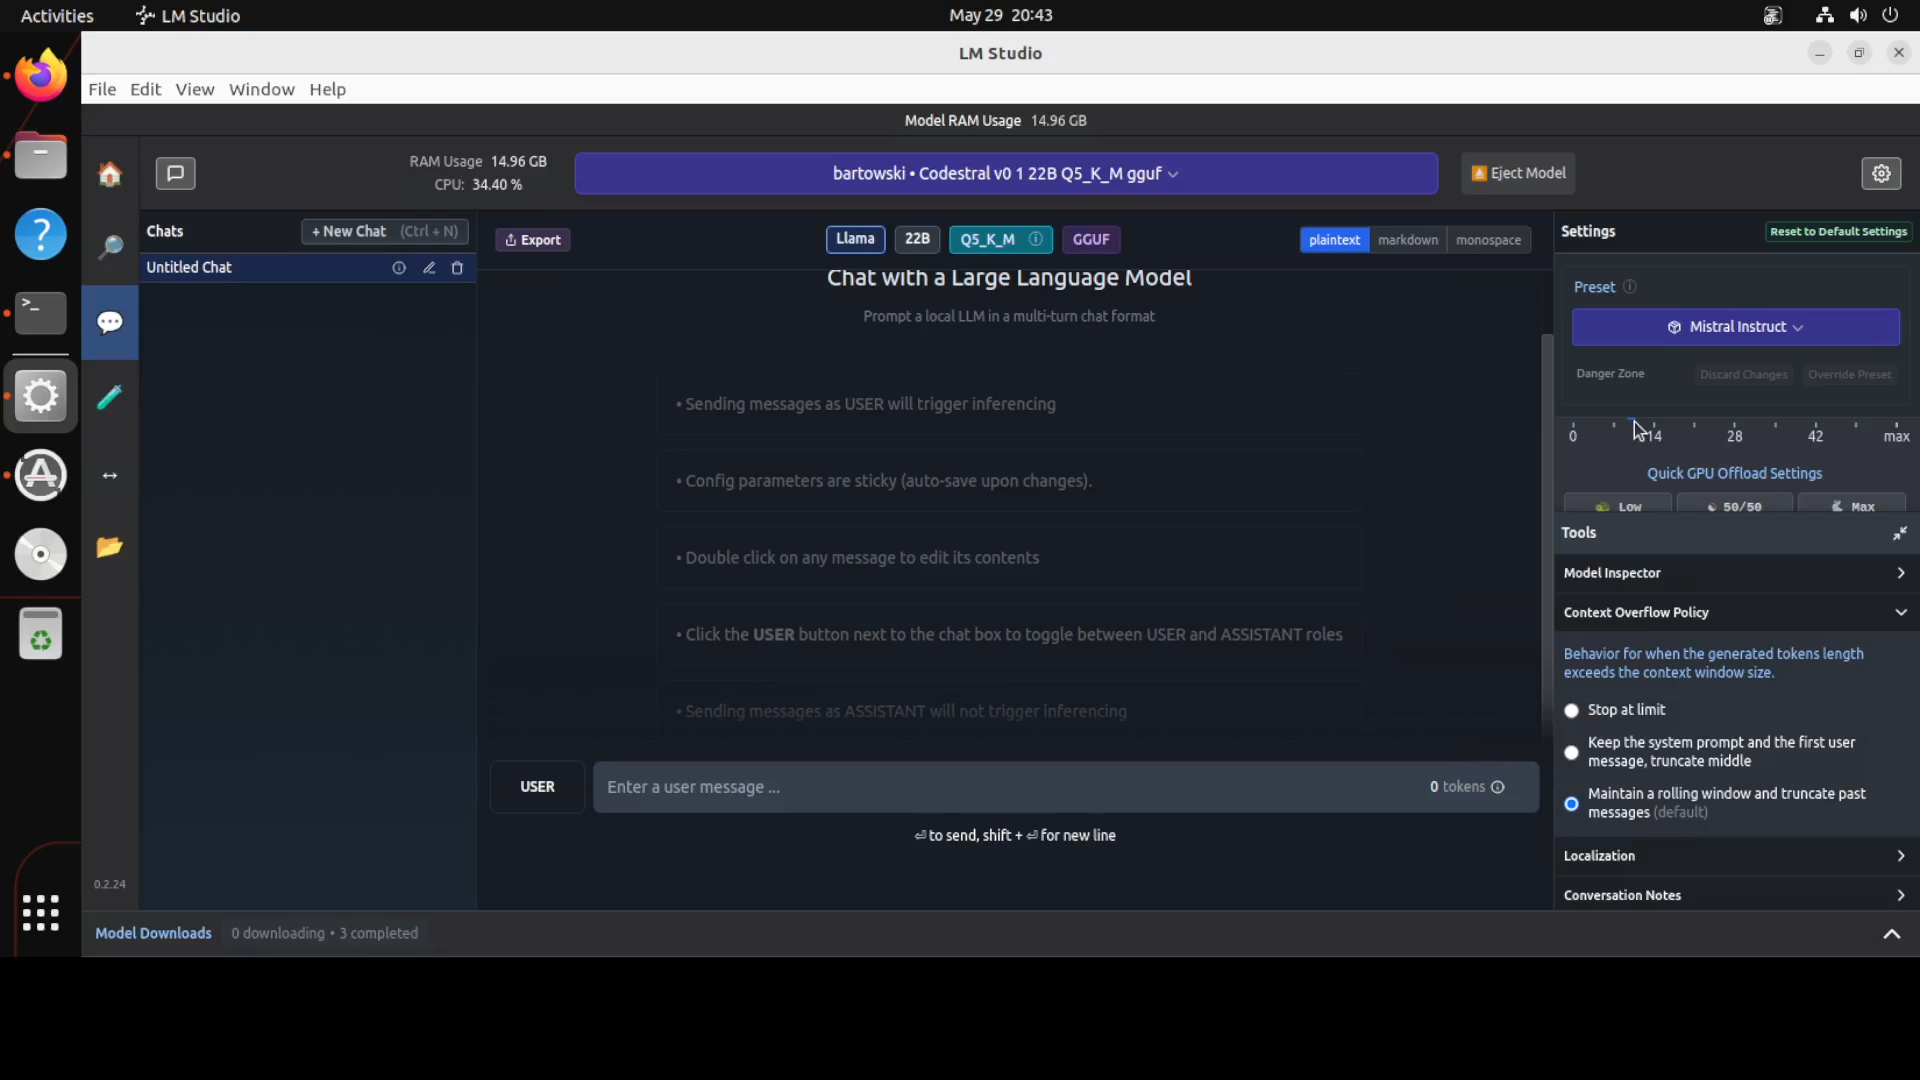 Activities
LM Studio
May 29 20:43
LM Studio
File Edit View Window Help
Model RAM Usage 14.96 GB
RAM Usage 14.96 GB
CPU: 34.40 %
bartowski • Codestral v0 1 22B Q5_K_M gguf
Eject Model
Chats
+ New Chat (Ctrl + N)
Untitled Chat
0.2.24
Export
Llama
22B
Q5_K_M
GGUF
plaintext
markdown
monospace
Chat with a Large Language Model
Prompt a local LLM in a multi-turn chat format
• Sending messages as USER will trigger inferencing
• Config parameters are sticky (auto-save upon changes).
• Double click on any message to edit its contents
• Click the USER button next to the chat box to toggle between USER and ASSISTANT roles
• Sending messages as ASSISTANT will not trigger inferencing
USER
Enter a user message ...
0 tokens
⏎ to send, shift + ⏎ for new line
Settings
Reset to Default Settings
Preset
Mistral Instruct
Danger Zone
Discard Changes
Override Preset
0 14 28 42 max
Quick GPU Offload Settings
Low
50/50
Max
Tools
Model Inspector
Context Overflow Policy
Behavior for when the generated tokens length
exceeds the context window size.
Stop at limit
Keep the system prompt and the first user
message, truncate middle
Maintain a rolling window and truncate past
messages (default)
Localization
Conversation Notes
Model Downloads
0 downloading • 3 completed